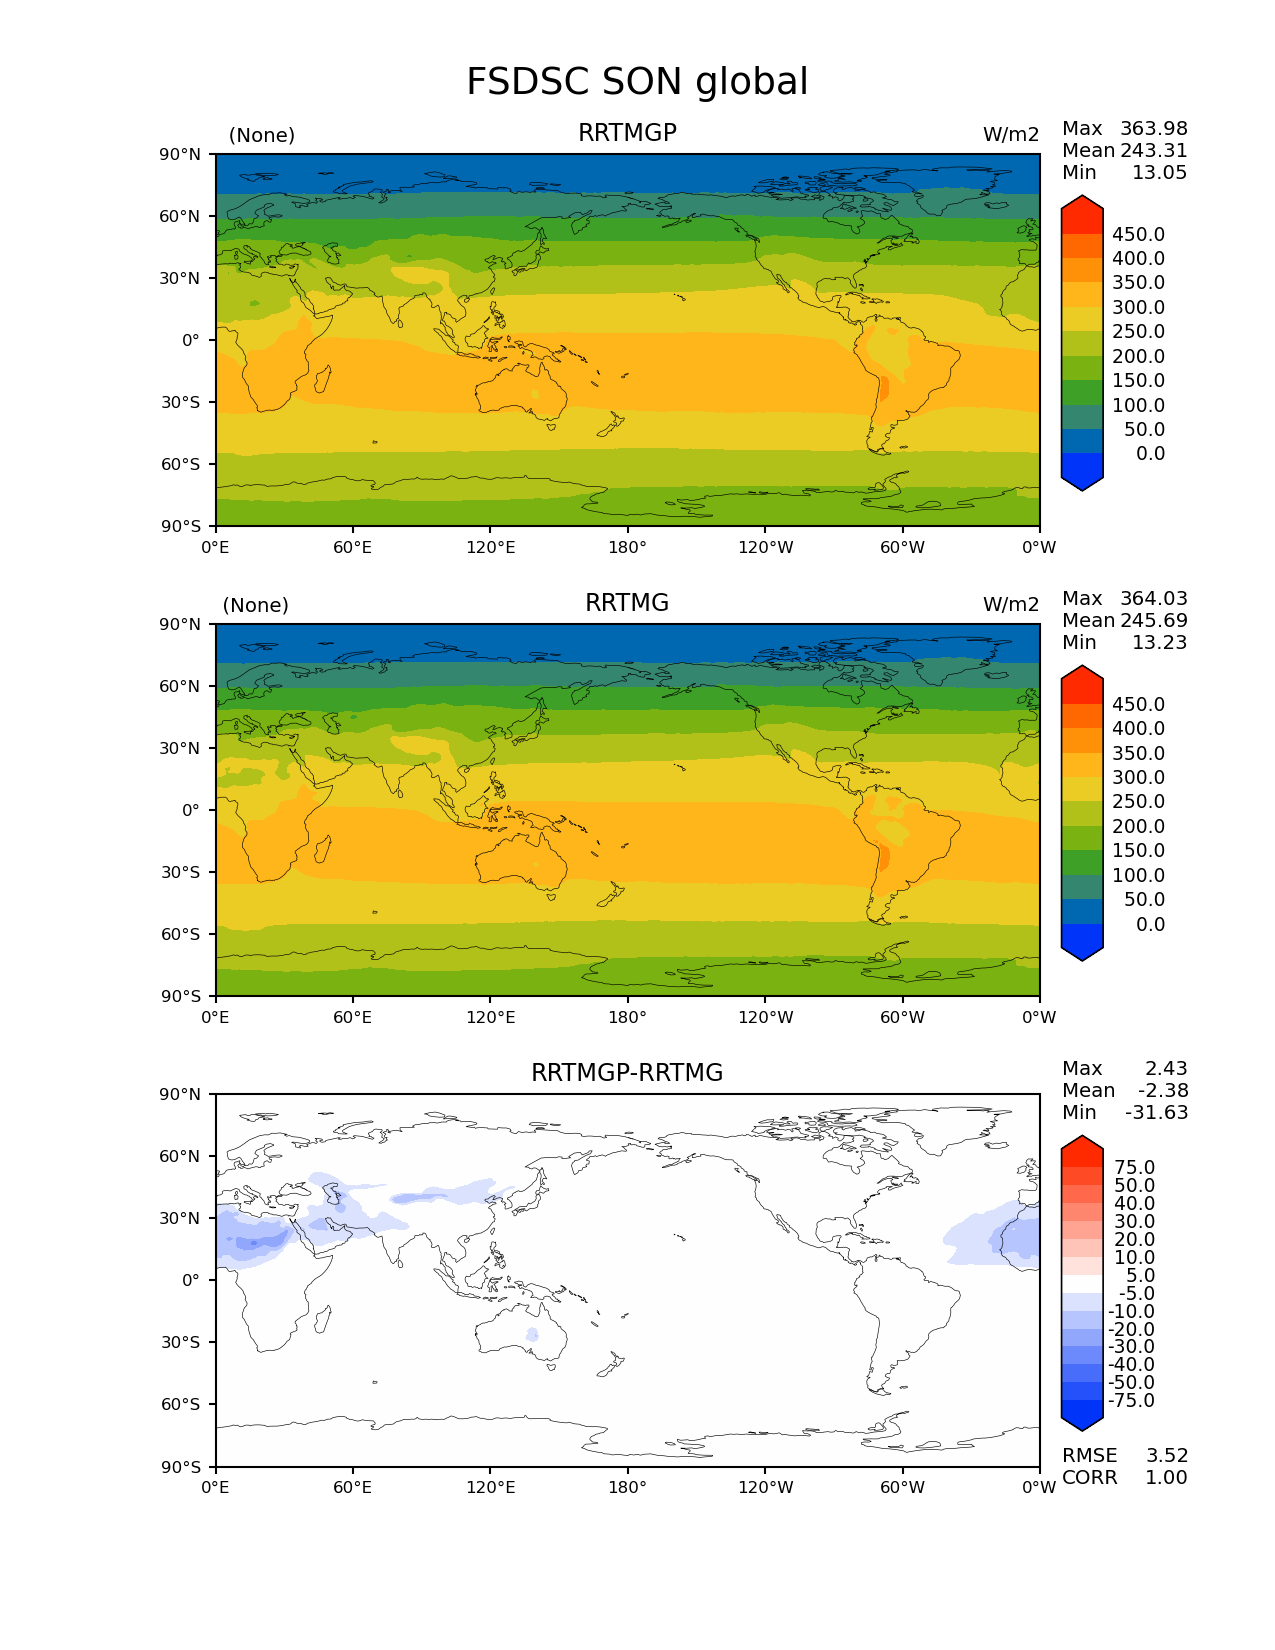 FSDSC SON global
(None) RRTMGP W/m2
Max 363.98
Mean 243.31
Min 13.05
90°N
60°N
30°N
0°
30°S
60°S
90°S
0°E 60°E 120°E 180° 120°W 60°W 0°W
450.0
400.0
350.0
300.0
250.0
200.0
150.0
100.0
50.0
0.0
(None) RRTMG W/m2
Max 364.03
Mean 245.69
Min 13.23
90°N
60°N
30°N
0°
30°S
60°S
90°S
0°E 60°E 120°E 180° 120°W 60°W 0°W
450.0
400.0
350.0
300.0
250.0
200.0
150.0
100.0
50.0
0.0
RRTMGP-RRTMG
Max 2.43
Mean -2.38
Min -31.63
90°N
60°N
30°N
0°
30°S
60°S
90°S
0°E 60°E 120°E 180° 120°W 60°W 0°W
75.0
50.0
40.0
30.0
20.0
10.0
5.0
-5.0
-10.0
-20.0
-30.0
-40.0
-50.0
-75.0
RMSE 3.52
CORR 1.00